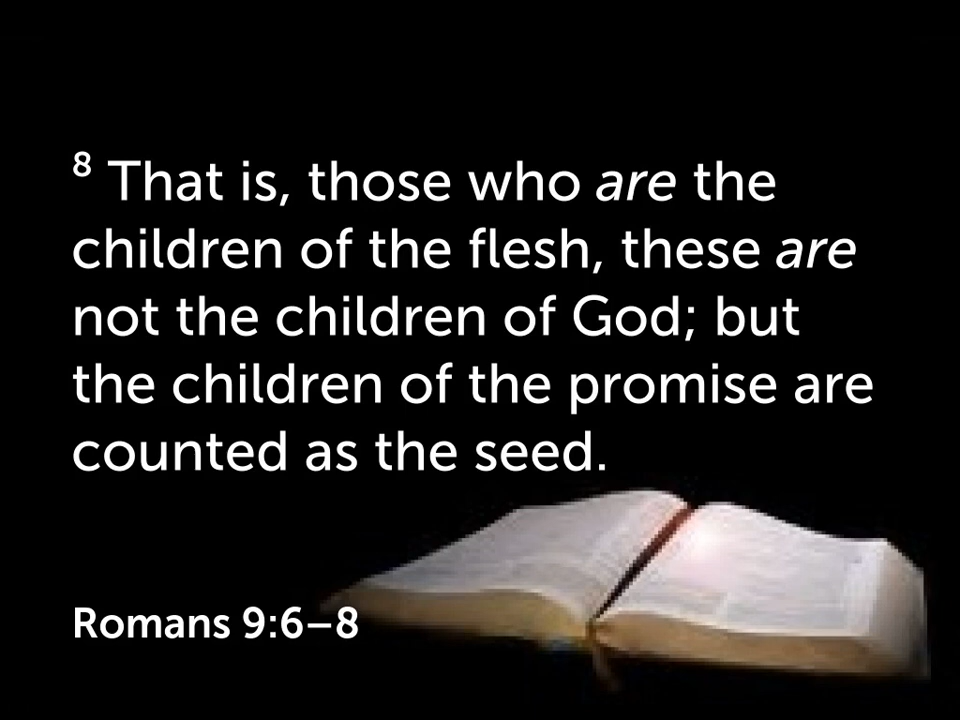 ⁸ That is, those who are the
children of the flesh, these are
not the children of God; but
the children of the promise are
counted as the seed.
Romans 9:6–8